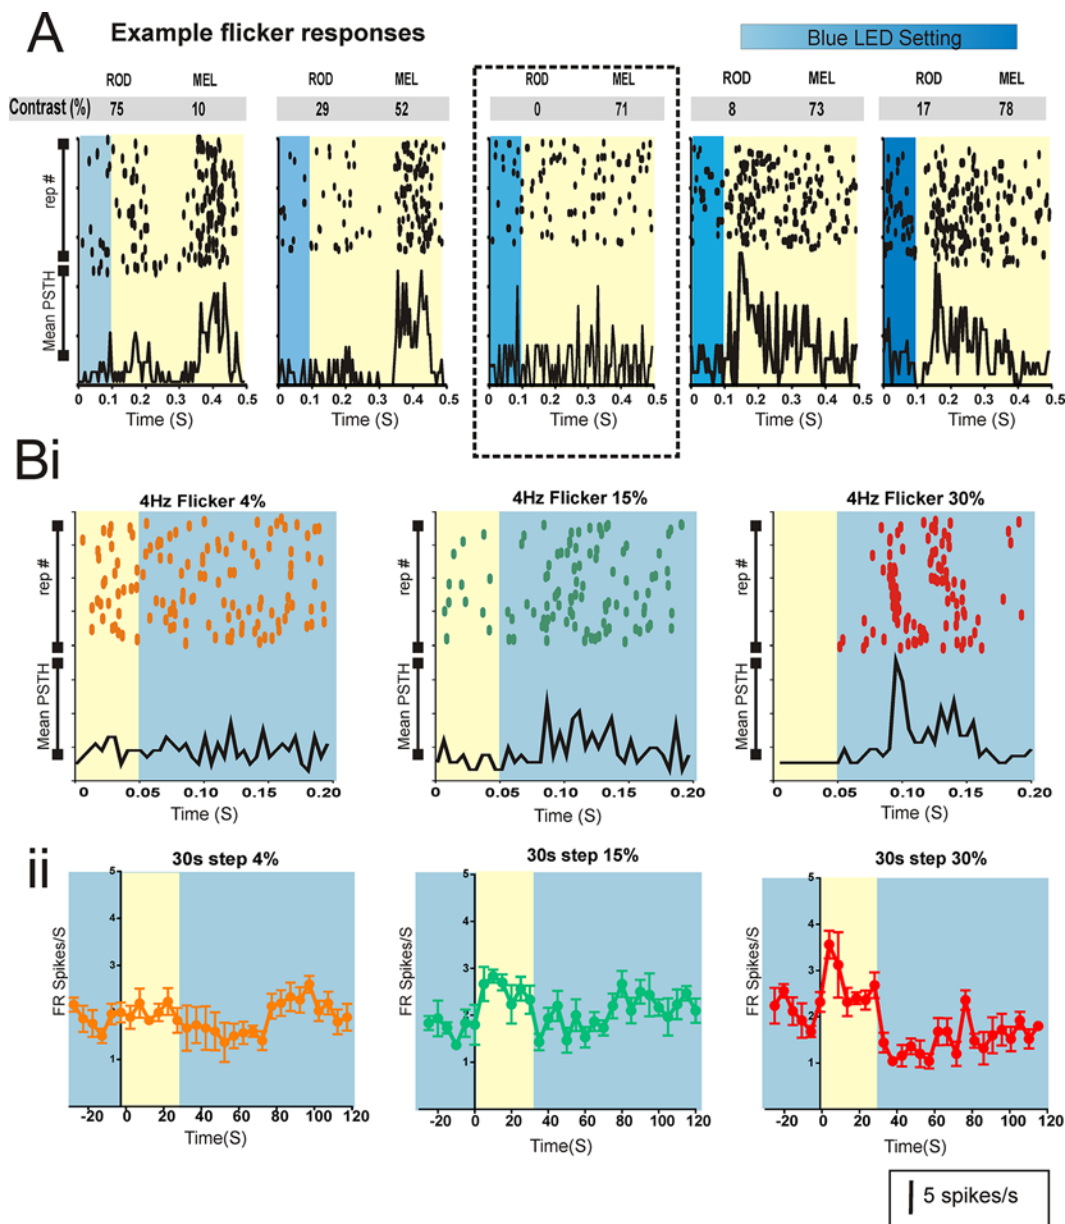 A
Example flicker responses
Blue LED Setting
ROD MEL ROD MEL ROD MEL ROD MEL ROD MEL
Contrast (%) 75 10 29 52 0 71 8 73 17 78
rep #
Mean PSTH
0 0.1 0.2 0.3 0.4 0.5 0 0.1 0.2 0.3 0.4 0.5 0 0.1 0.2 0.3 0.4 0.5 0 0.1 0.2 0.3 0.4 0.5 0 0.1 0.2 0.3 0.4 0.5
Time (S) Time (S) Time (S) Time (S) Time (S)
Bi
4Hz Flicker 4% 4Hz Flicker 15% 4Hz Flicker 30%
rep # rep # rep #
Mean PSTH Mean PSTH Mean PSTH
0 0.05 0.10 0.15 0.20 0 0.05 0.10 0.15 0.20 0 0.05 0.10 0.15 0.20
Time (S) Time (S) Time (S)
ii
30s step 4% 30s step 15% 30s step 30%
5 5 5
4 4 4
3 3 3
2 2 2
1 1 1
FR Spikes/S FR Spikes/S FR Spikes/S
-20 0 20 40 60 80 100 120 -20 0 20 40 60 80 100 120 -20 0 20 40 60 80 100 120
Time(S) Time(S) Time(S)
5 spikes/s